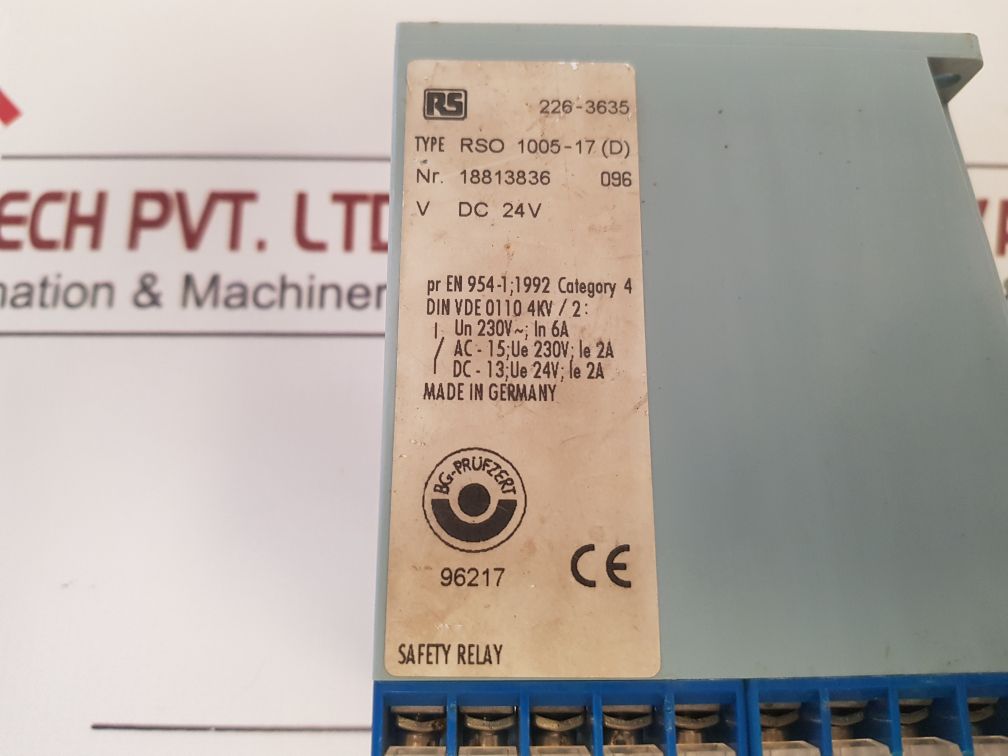 RS 226-3635
TYPE RSO 1005-17 (D)
Nr. 18813836 096
V DC 24V
pr EN 954-1;1992 Category 4
DIN VDE 0110 4KV / 2:
Un 230V~; In 6A
AC - 15;Ue 230V; Ie 2A
DC - 13;Ue 24V; Ie 2A
MADE IN GERMANY
BG-PRÜFZERT
96217
CE
SAFETY RELAY
ECH PVT. LTD
mation & Machiner